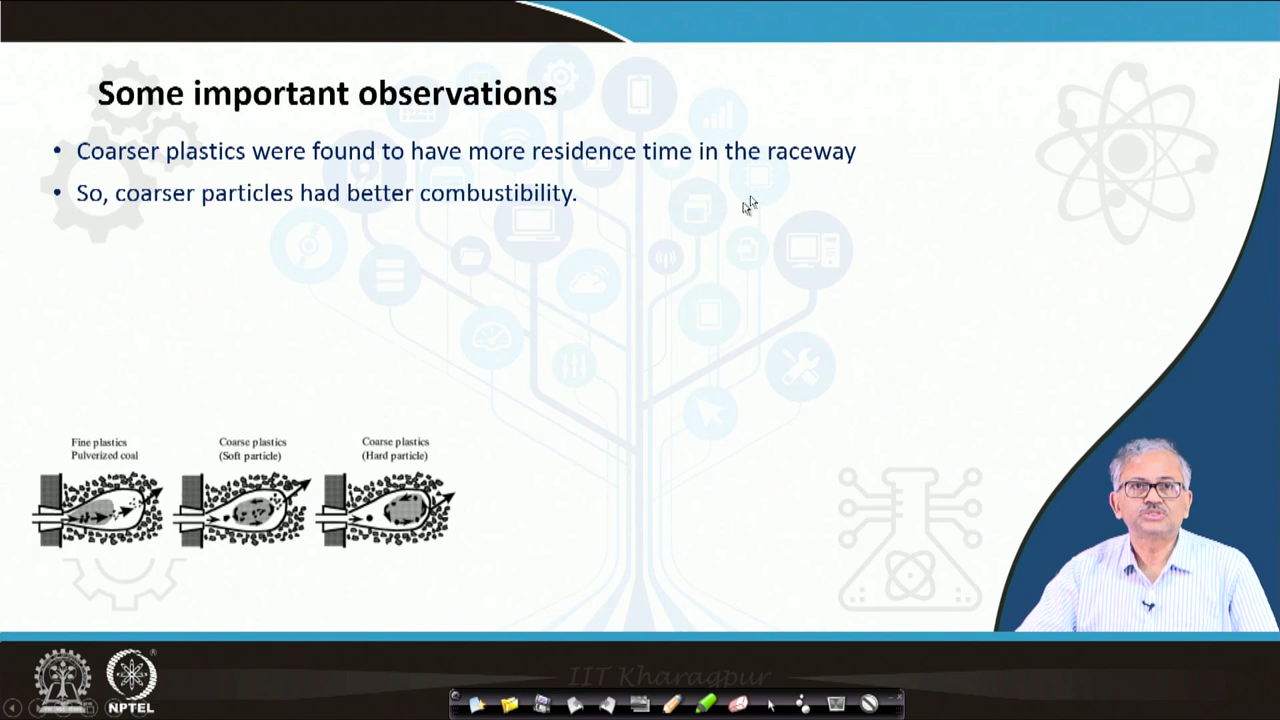 Some important observations
• Coarser plastics were found to have more residence time in the raceway
• So, coarser particles had better combustibility.
Fine plastics
Pulverized coal
Coarse plastics
(Soft particle)
Coarse plastics
(Hard particle)
IIT Kharagpur
NPTEL